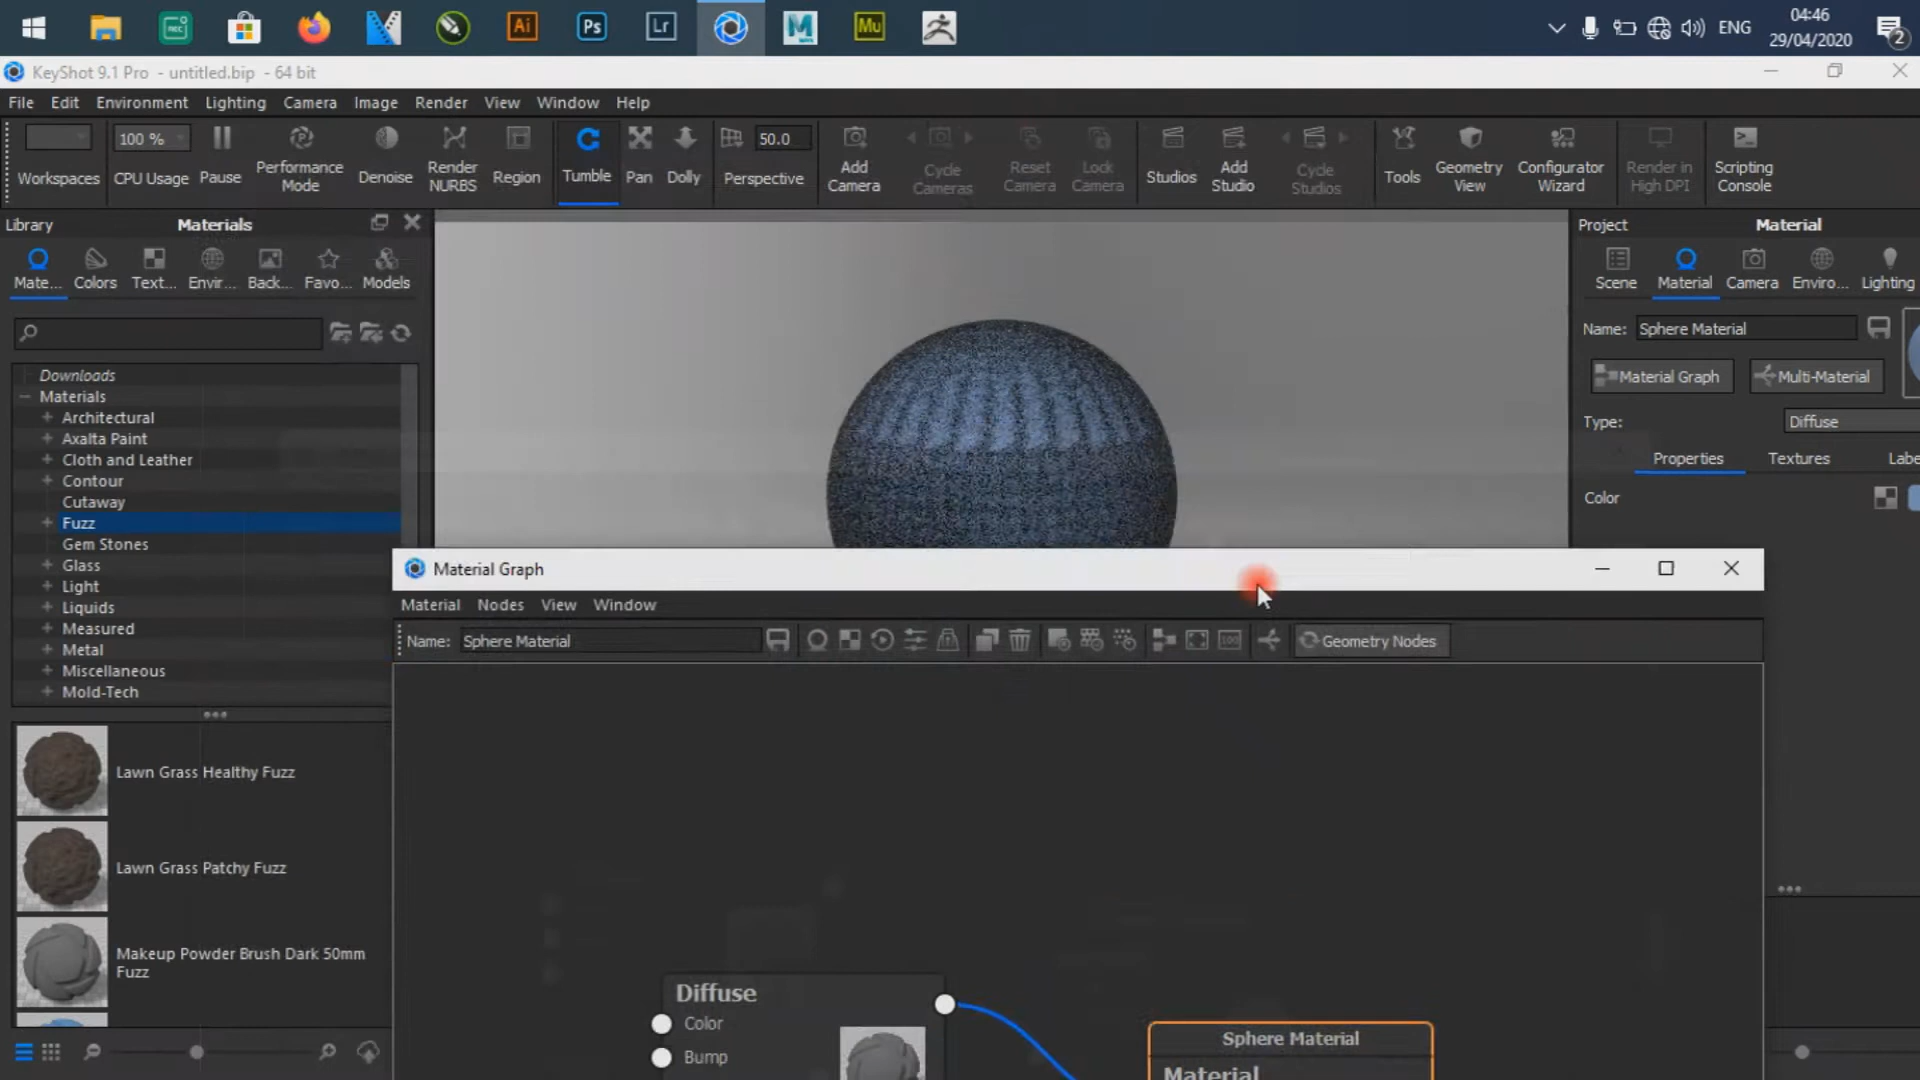 Ai
Ps
Lr
M
Mu
ENG
04:46
29/04/2020
2
KeyShot 9.1 Pro - untitled.bip - 64 bit
File Edit Environment Lighting Camera Image Render View Window Help
Workspaces
100 %
CPU Usage
Pause
Performance
Mode
Denoise
Render
NURBS
Region
Tumble
Pan
Dolly
50.0
Perspective
Add
Camera
Cycle
Cameras
Reset
Camera
Lock
Camera
Studios
Add
Studio
Cycle
Studios
Tools
Geometry
View
Configurator
Wizard
Render in
High DPI
Scripting
Console
Library
Materials
Mate... Colors Text... Envir... Back... Favo... Models
Downloads
Materials
Architectural
Axalta Paint
Cloth and Leather
Contour
Cutaway
Fuzz
Gem Stones
Glass
Light
Liquids
Measured
Metal
Miscellaneous
Mold-Tech
Lawn Grass Healthy Fuzz
Lawn Grass Patchy Fuzz
Makeup Powder Brush Dark 50mm
Fuzz
Project
Material
Scene Material Camera Enviro... Lighting
Name: Sphere Material
Material Graph
Multi-Material
Type: Diffuse
Properties Textures Labe
Color
Material Graph
Material Nodes View Window
Name: Sphere Material
100
Geometry Nodes
Diffuse
Color
Bump
Sphere Material
Material